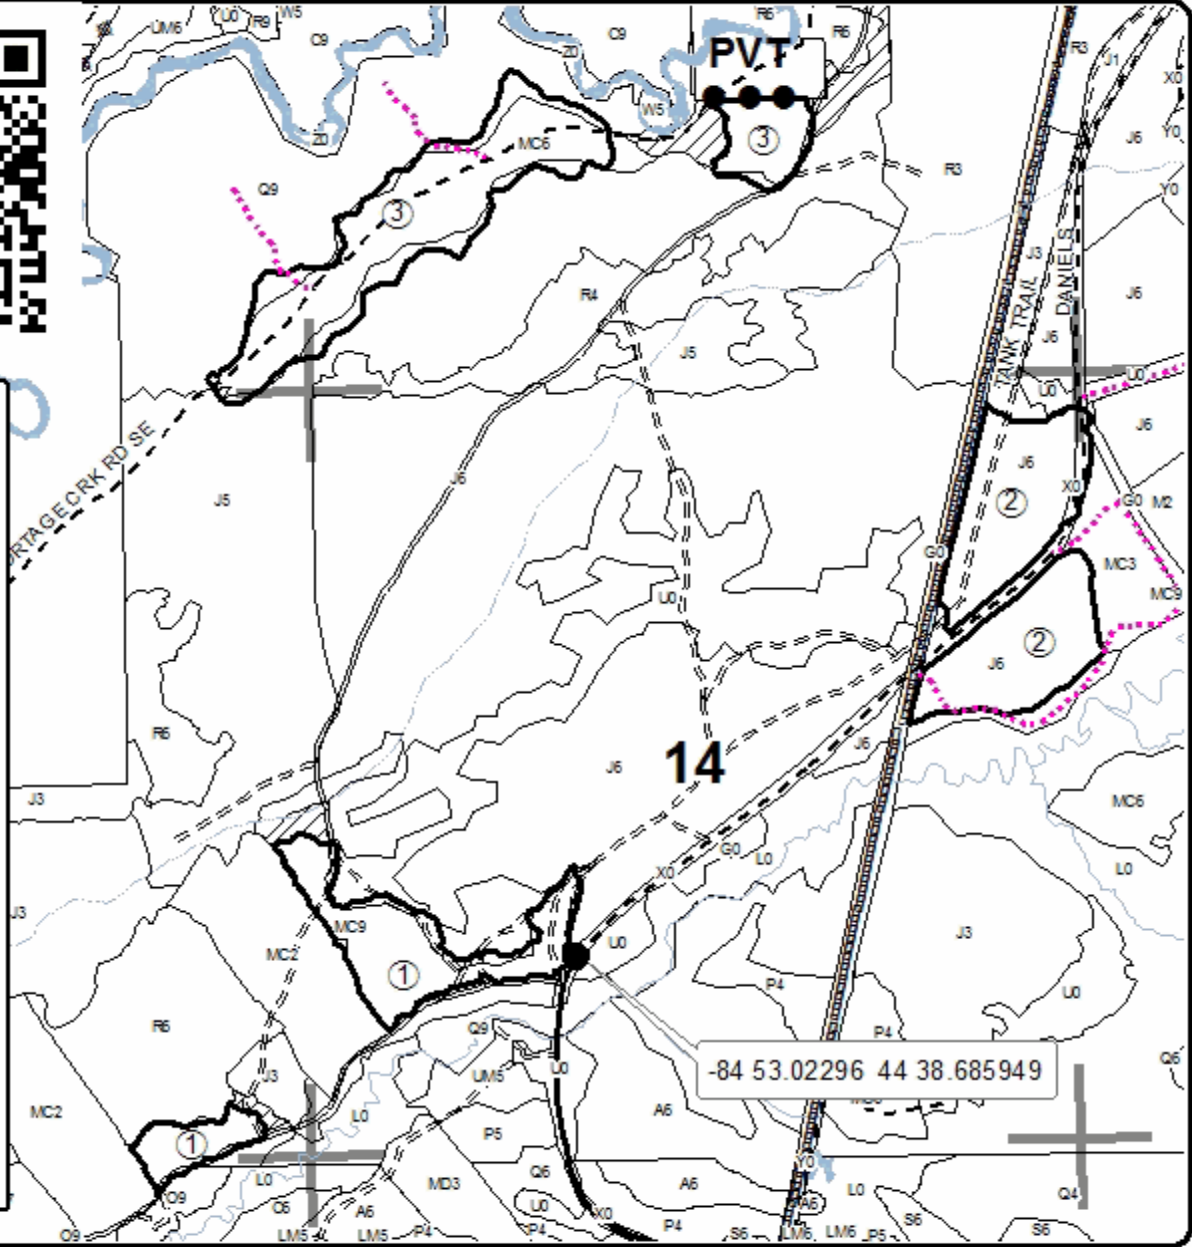 UM6
U0
R9
W5
C9
Z0
C9
R6
R6
PVT
W5
R3
J1
X0
Z0
MC6
3
J6
Y0
Q9
3
R3
Y0
J3
DANIELS
TANK TRAIL
R4
J6
J5
J6
U0
U0
J6
RTAGE CRK RD SE
J5
J6
J6
2
X0
G0
M2
G0
MC3
U0
MC9
J6
2
R6
J6
14
J6
J3
MC6
G0
L0
X0
L0
J3
MC9
U0
J3
MC2
1
P4
U0
R6
Q9
P4
J3
UM5
U0
-84 53.02296 44 38.685949
Q6
MC2
L0
A6
1
P5
Y0
O9
L0
MD3
Q6
A6
A6
L0
Q4
O6
A6
U0
X0
S6
O9
LM5
LM5
P4
P4
P4
S6
LM6
LM6
P5
S6